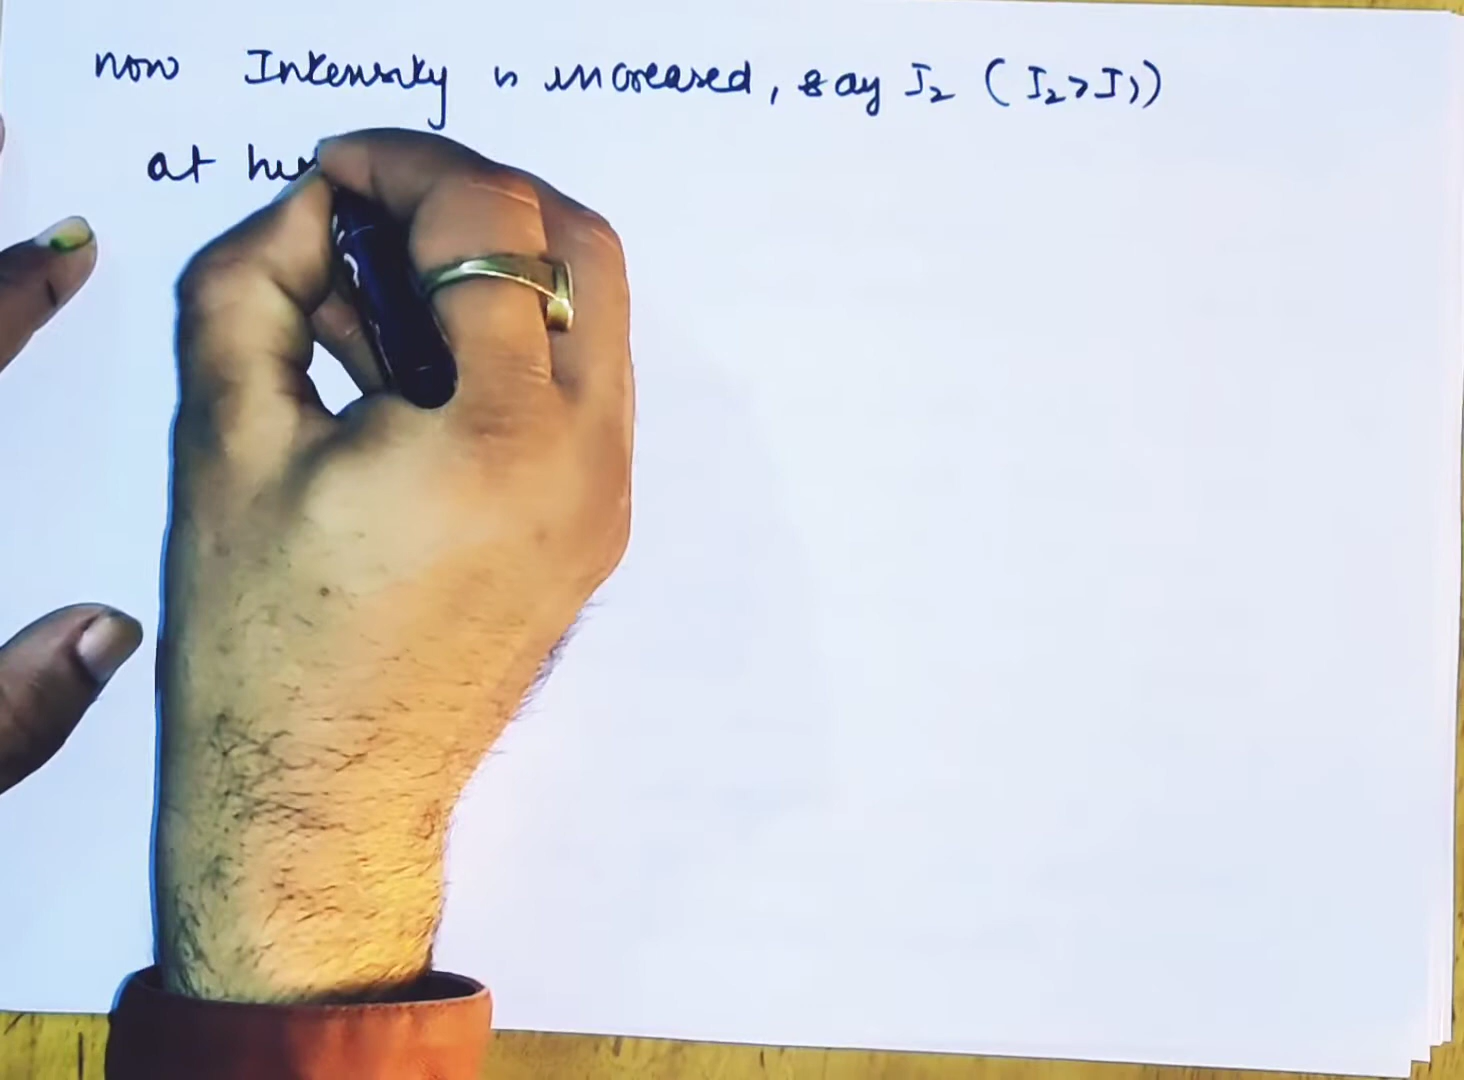 now Intensity is increased, say I₂ (I₂>I₁)
at